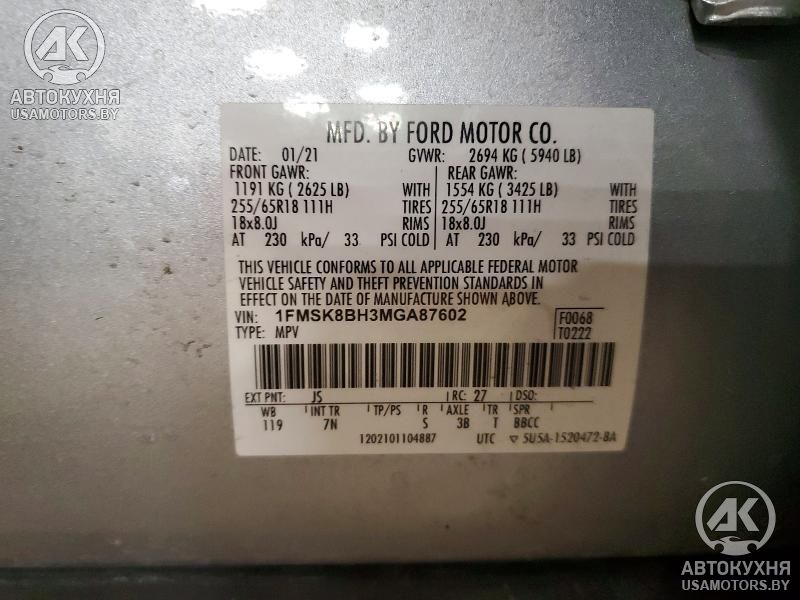 АК
АВТОКУХНЯ
USAMOTORS.BY
MFD. BY FORD MOTOR CO.
DATE: 01/21 GVWR: 2694 KG ( 5940 LB)
FRONT GAWR: REAR GAWR:
1191 KG ( 2625 LB) WITH 1554 KG ( 3425 LB) WITH
255/65R18 111H TIRES 255/65R18 111H TIRES
18x8.0J RIMS 18x8.0J RIMS
AT 230 kPa/ 33 PSI COLD AT 230 kPa/ 33 PSI COLD
THIS VEHICLE CONFORMS TO ALL APPLICABLE FEDERAL MOTOR
VEHICLE SAFETY AND THEFT PREVENTION STANDARDS IN
EFFECT ON THE DATE OF MANUFACTURE SHOWN ABOVE.
VIN: 1FMSK8BH3MGA87602 F0068
TYPE: MPV T0222
EXT PNT: JS RC: 27 DSO:
WB INT TR TP/PS R AXLE TR SPR
119 7N S 3B T BBCC
1202101104887 UTC ▽ 5U5A-1520472-BA
АК
АВТОКУХНЯ
USAMOTORS.BY